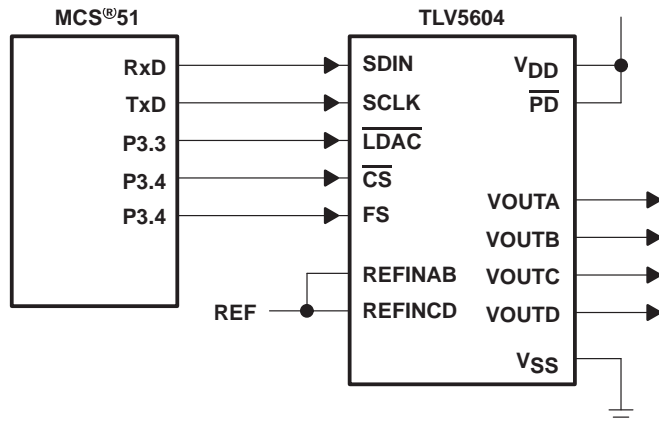 MCS®51
TLV5604
RxD
TxD
P3.3
P3.4
P3.4
SDIN
SCLK
LDAC
CS
FS
REFINAB
REFINCD
REF
VDD
PD
VOUTA
VOUTB
VOUTC
VOUTD
VSS